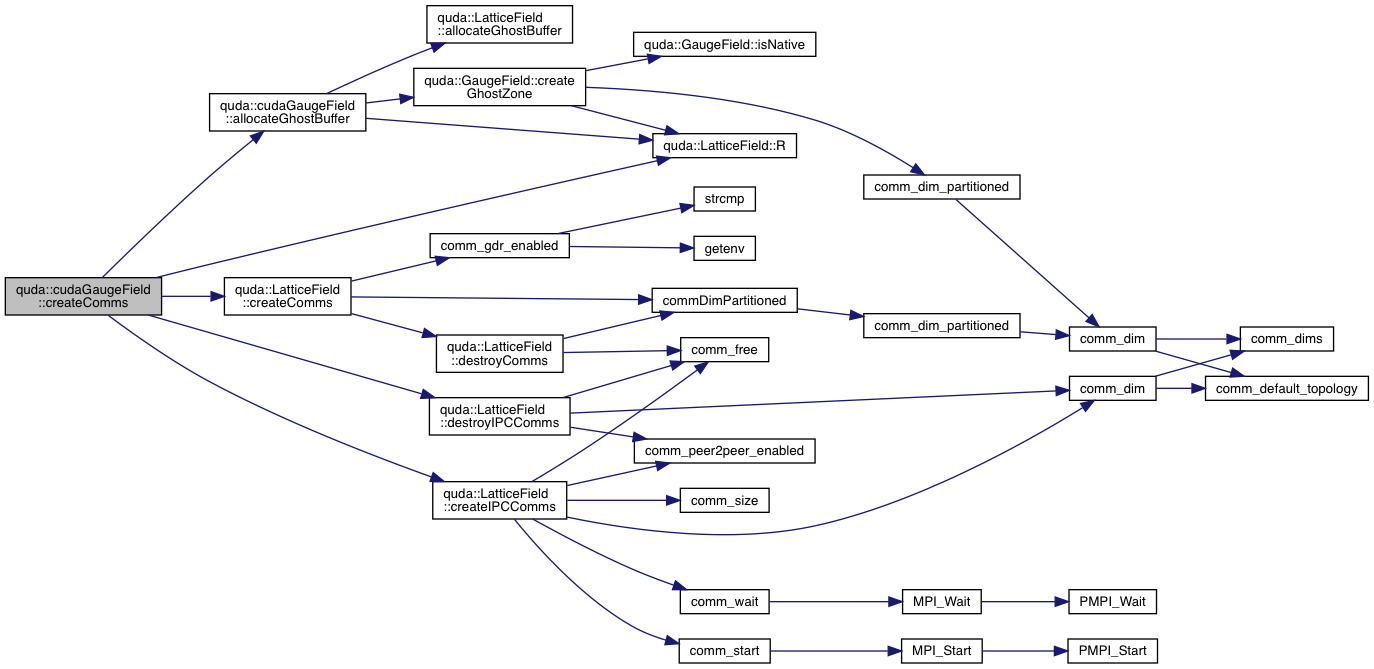 quda::LatticeField
::allocateGhostBuffer
quda::GaugeField::isNative
quda::GaugeField::create
GhostZone
quda::cudaGaugeField
::allocateGhostBuffer
quda::LatticeField::R
comm_dim_partitioned
strcmp
comm_gdr_enabled
getenv
quda::cudaGaugeField
::createComms
quda::LatticeField
::createComms
commDimPartitioned
comm_dim_partitioned
comm_dim
comm_dims
quda::LatticeField
::destroyComms
comm_free
comm_dim
comm_default_topology
quda::LatticeField
::destroyIPCComms
comm_peer2peer_enabled
quda::LatticeField
::createIPCComms
comm_size
comm_wait
MPI_Wait
PMPI_Wait
comm_start
MPI_Start
PMPI_Start